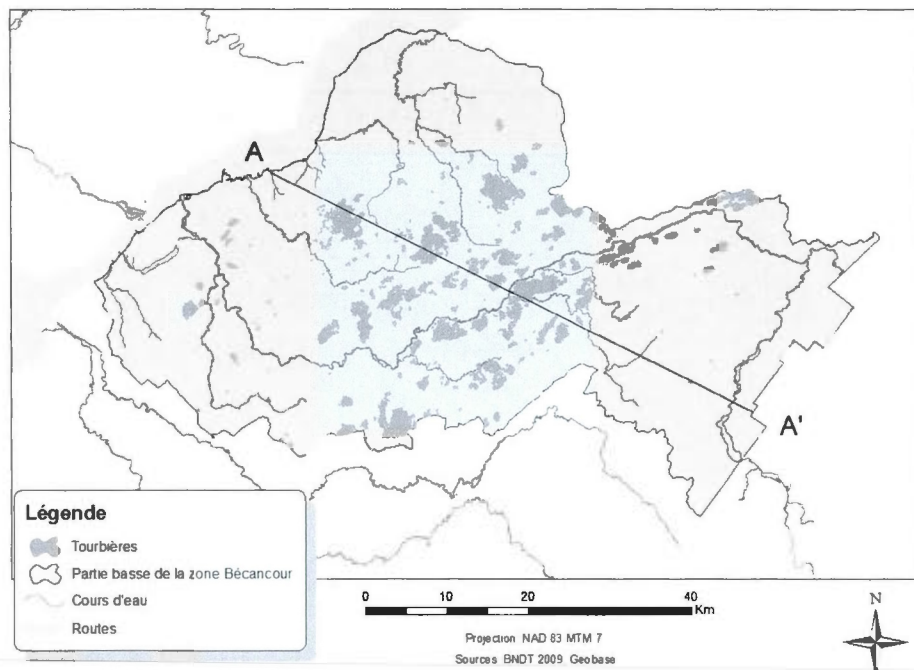 A
A'
Légende
Tourbières
Partie basse de la zone Bécancour
Cours d'eau
Routes
0 10 20 40
Km
Projection NAD 83 MTM 7
Sources BNDT 2009 Geobase
N